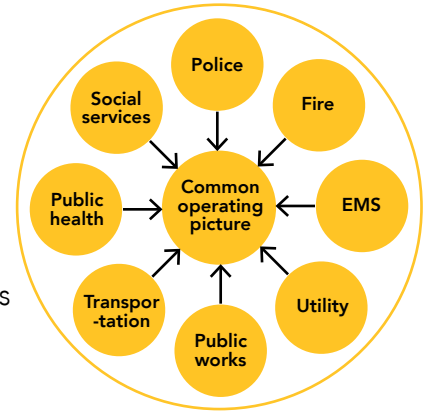 Police
Fire
EMS
Utility
Public
works
Transpor
-tation
Public
health
Social
services
Common
operating
picture
s